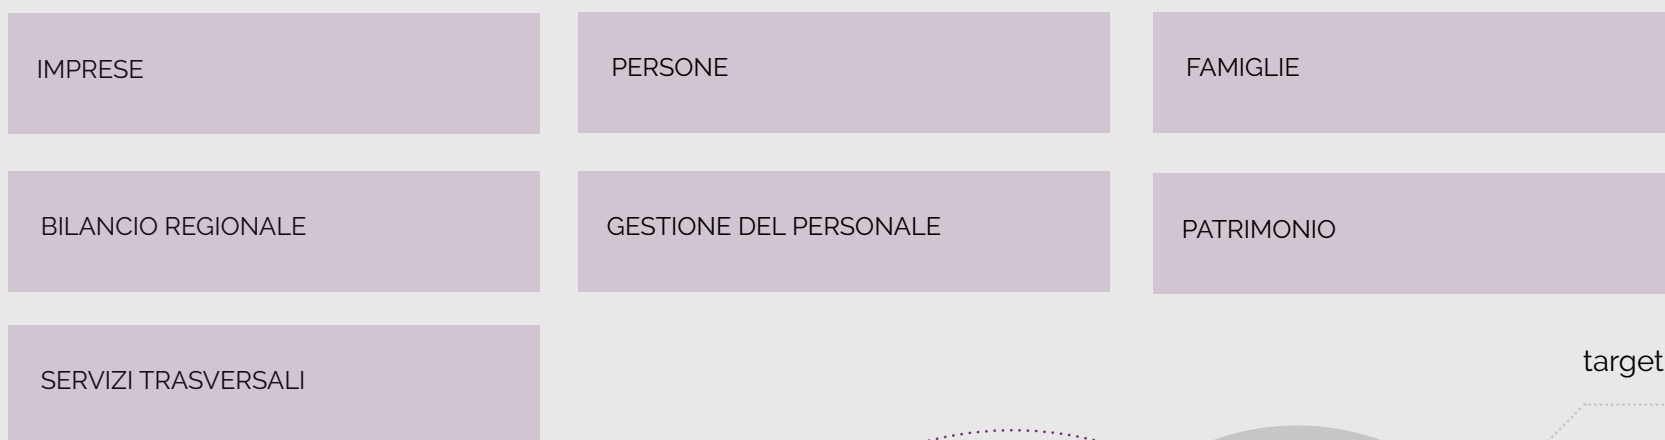 IMPRESE
PERSONE
FAMIGLIE
BILANCIO REGIONALE
GESTIONE DEL PERSONALE
PATRIMONIO
SERVIZI TRASVERSALI
target